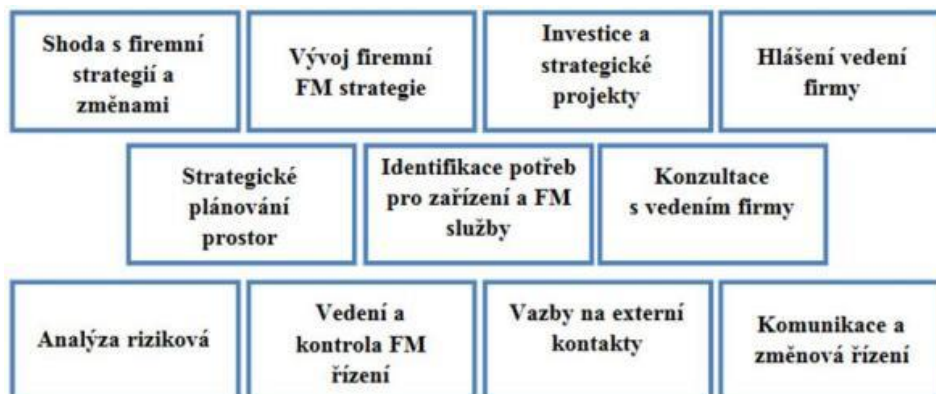 Shoda s firemní
strategií a
změnami
Vývoj firemní
FM strategie
Investice a
strategické
projekty
Hlášení vedení
firmy
Strategické
plánování
prostor
Identifikace potřeb
pro zařízení a FM
služby
Konzultace
s vedením firmy
Analýza riziková
Vedení a
kontrola FM
řízení
Vazby na externí
kontakty
Komunikace a
změnová řízení